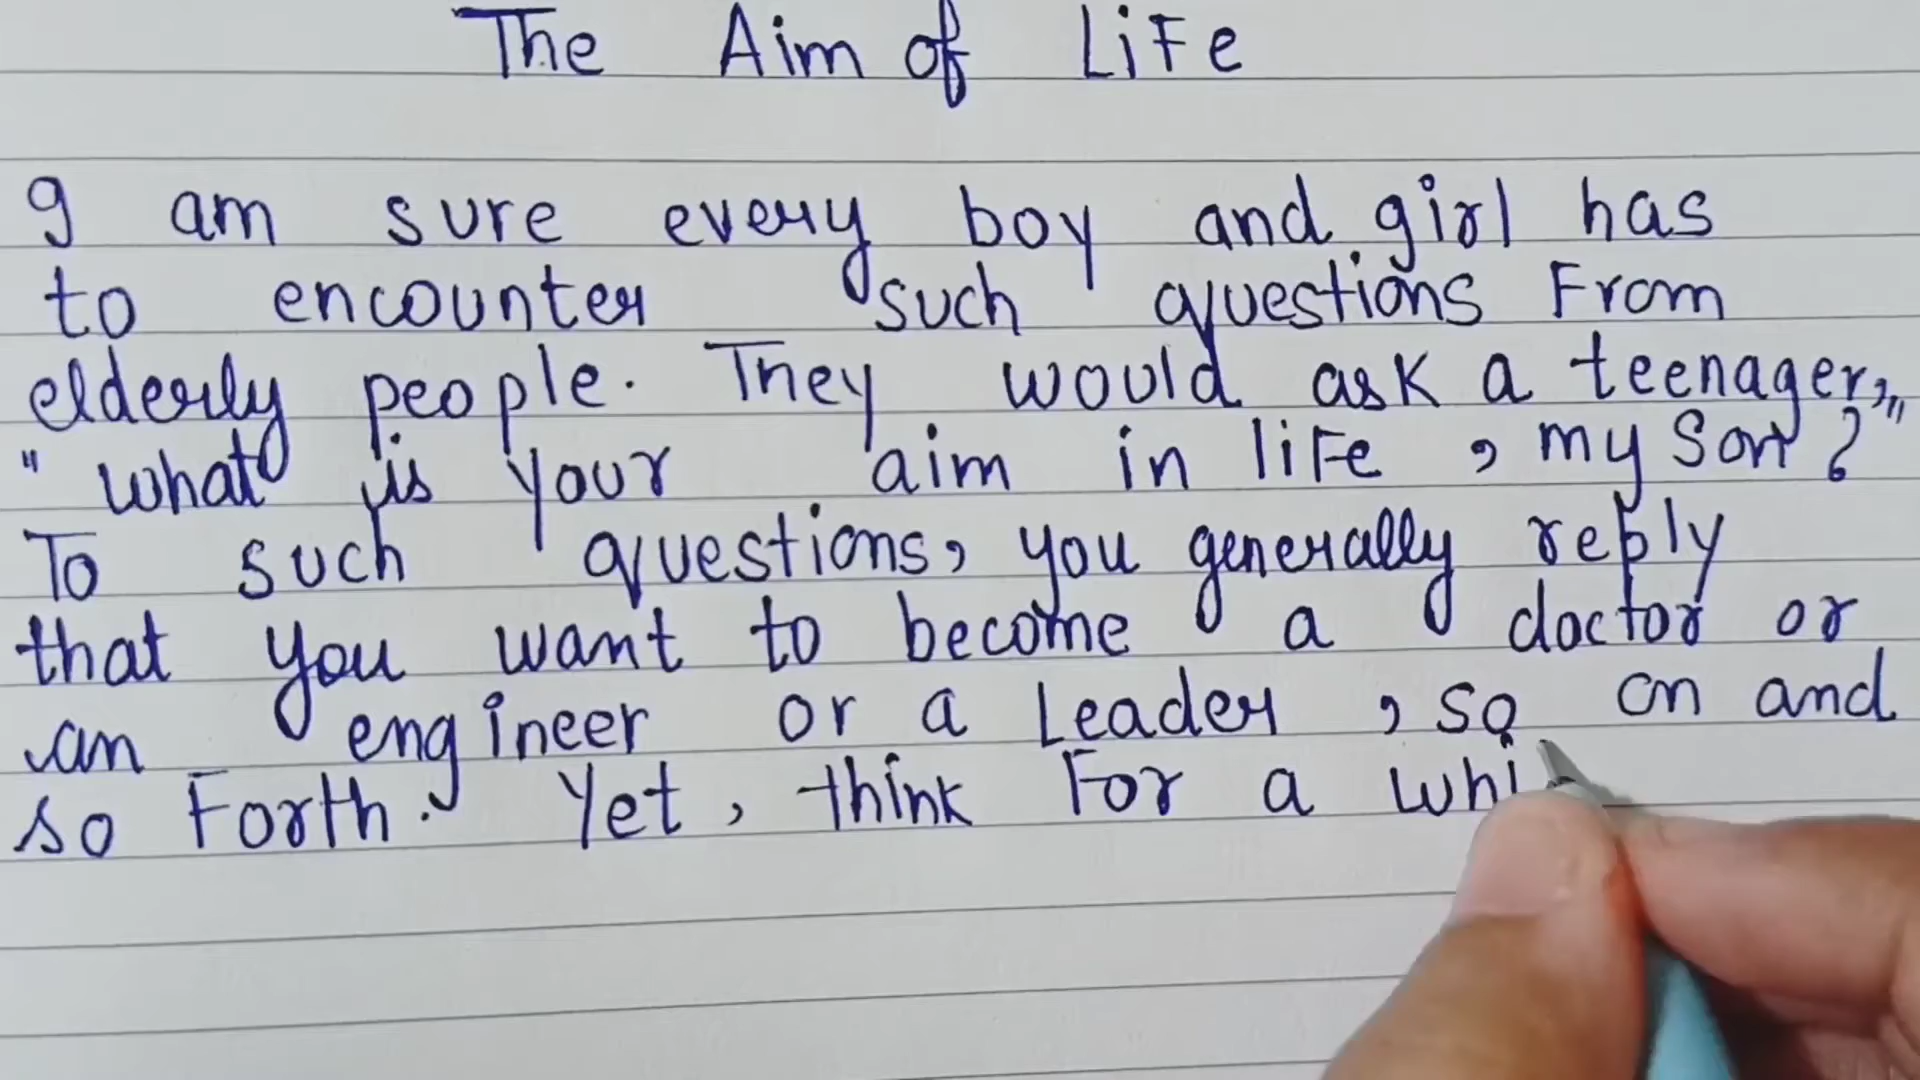 The Aim of Life
I am sure every boy and girl has
to encounter such questions From
elderly people. They would ask a teenager,"
"what is your aim in life, my Son?"
To such questions, you generally reply
that you want to become a doctor or
an engineer or a Leader, so on and
so Forth. Yet, think For a whi